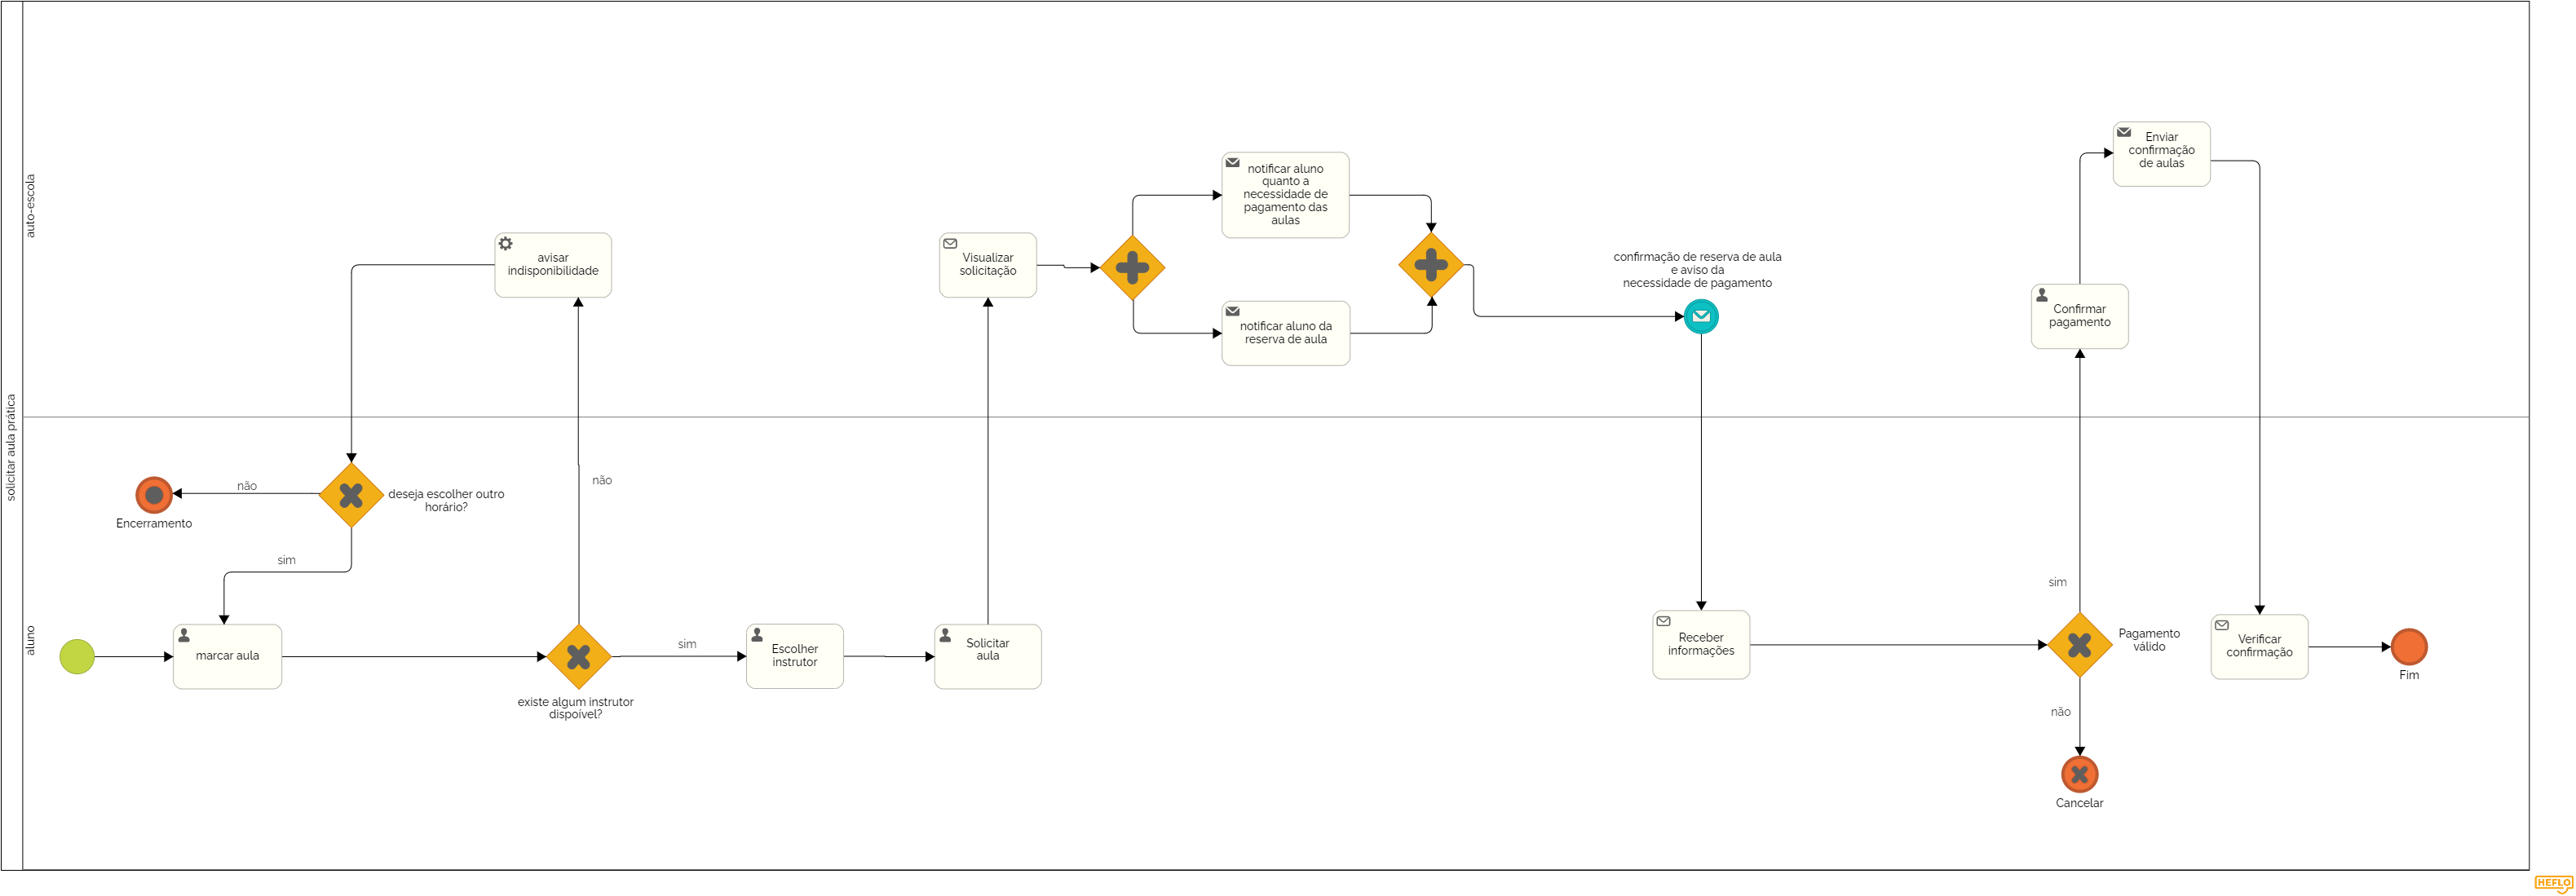 solicitar aula prática
auto-escola
aluno
Enviar
confirmação
de aulas
notificar aluno
quanto a
necessidade de
pagamento das
aulas
avisar
indisponibilidade
Visualizar
solicitação
confirmação de reserva de aula
e aviso da
necessidade de pagamento
notificar aluno da
reserva de aula
Confirmar
pagamento
não
deseja escolher outro
horário?
Encerramento
não
sim
sim
marcar aula
existe algum instrutor
dispoível?
sim
Escolher
instrutor
Solicitar
aula
Receber
informações
Pagamento
válido
Verificar
confirmação
Fim
não
Cancelar
HEFLO